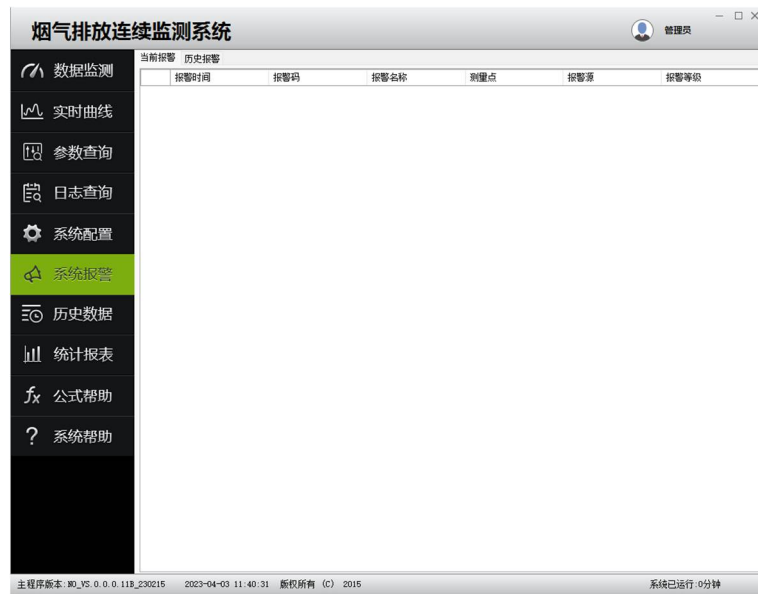 烟气排放连续监测系统
管理员
当前报警 历史报警
报警时间 报警码 报警名称 测量点 报警源 报警等级
数据监测
实时曲线
参数查询
日志查询
系统配置
系统报警
历史数据
统计报表
公式帮助
系统帮助
主程序版本:NO_VS.0.0.0.11B_230215 2023-04-03 11:40:31 版权所有 (C) 2015 系统已运行:0分钟